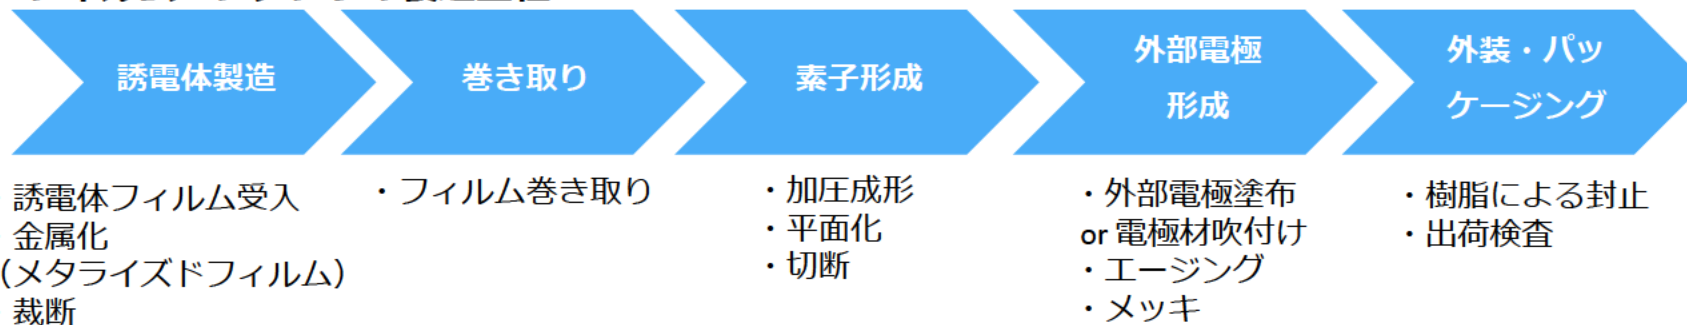 誘電体製造
巻き取り
素子形成
外部電極
形成
外装・パッ
ケージング
誘電体フィルム受入
金属化
(メタライズドフィルム)
裁断
・フィルム巻き取り
・加圧成形
・平面化
・切断
・外部電極塗布
or 電極材吹付け
・エージング
・メッキ
・樹脂による封止
・出荷検査